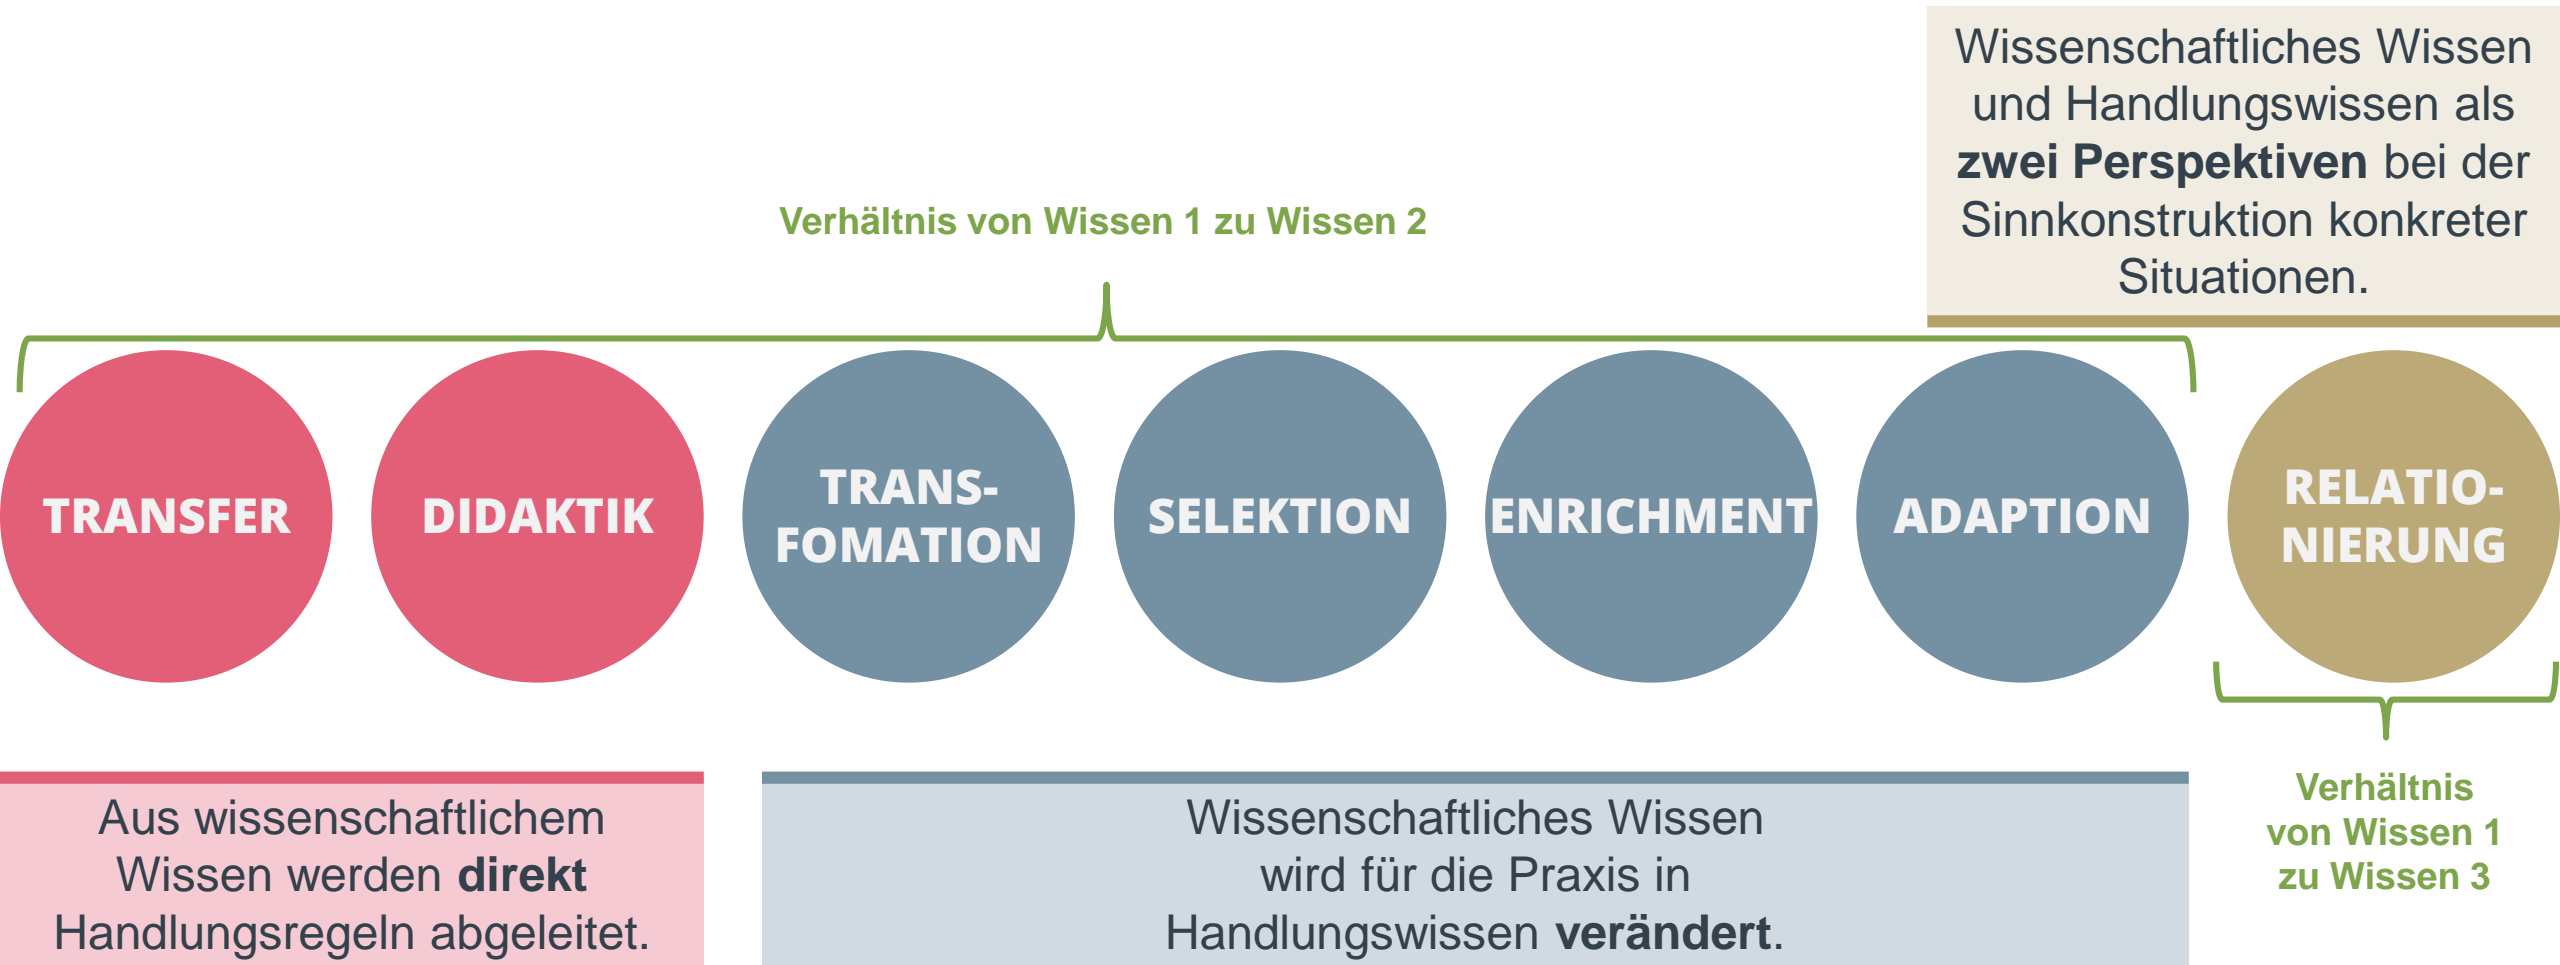 Wissenschaftliches Wissen
und Handlungswissen als
zwei Perspektiven bei der
Sinnkonstruktion konkreter
Situationen.
Verhältnis von Wissen 1 zu Wissen 2
TRANSFER
DIDAKTIK
TRANS-
FOMATION
SELEKTION
ENRICHMENT
ADAPTION
RELATIO-
NIERUNG
Aus wissenschaftlichem
Wissen werden direkt
Handlungsregeln abgeleitet.
Wissenschaftliches Wissen
wird für die Praxis in
Handlungswissen verändert.
Verhältnis
von Wissen 1
zu Wissen 3